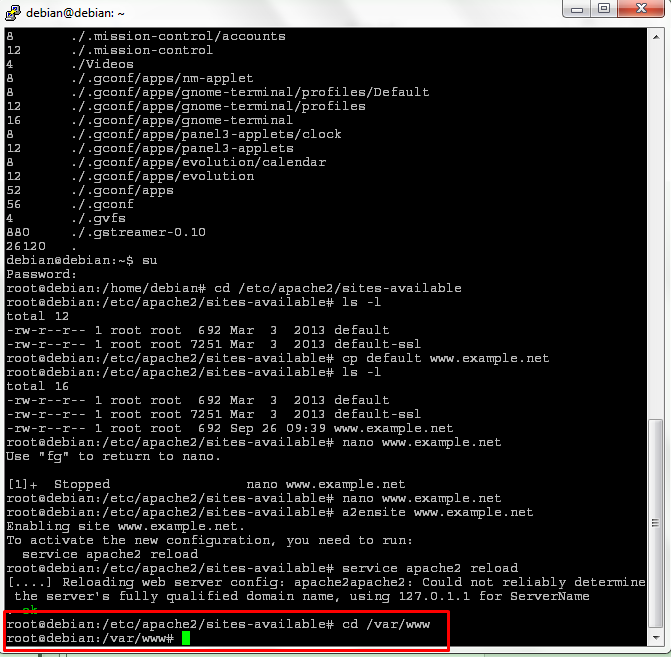 debian@debian: ~
8 ./.mission-control/accounts
12 ./.mission-control
4 ./Videos
8 ./.gconf/apps/nm-applet
8 ./.gconf/apps/gnome-terminal/profiles/Default
12 ./.gconf/apps/gnome-terminal/profiles
16 ./.gconf/apps/gnome-terminal
8 ./.gconf/apps/panel3-applets/clock
12 ./.gconf/apps/panel3-applets
8 ./.gconf/apps/evolution/calendar
12 ./.gconf/apps/evolution
52 ./.gconf/apps
56 ./.gconf
4 ./.gvfs
880 ./.gstreamer-0.10
26120 .
debian@debian:~$ su
Password:
root@debian:/home/debian# cd /etc/apache2/sites-available
root@debian:/etc/apache2/sites-available# ls -l
total 12
-rw-r--r-- 1 root root 692 Mar 3 2013 default
-rw-r--r-- 1 root root 7251 Mar 3 2013 default-ssl
root@debian:/etc/apache2/sites-available# cp default www.example.net
root@debian:/etc/apache2/sites-available# ls -l
total 16
-rw-r--r-- 1 root root 692 Mar 3 2013 default
-rw-r--r-- 1 root root 7251 Mar 3 2013 default-ssl
-rw-r--r-- 1 root root 692 Sep 26 09:39 www.example.net
root@debian:/etc/apache2/sites-available# nano www.example.net
Use "fg" to return to nano.
[1]+ Stopped nano www.example.net
root@debian:/etc/apache2/sites-available# nano www.example.net
root@debian:/etc/apache2/sites-available# a2ensite www.example.net
Enabling site www.example.net.
To activate the new configuration, you need to run:
service apache2 reload
root@debian:/etc/apache2/sites-available# service apache2 reload
[....] Reloading web server config: apache2apache2: Could not reliably determine
the server's fully qualified domain name, using 127.0.1.1 for ServerName
. ok
root@debian:/etc/apache2/sites-available# cd /var/www
root@debian:/var/www#